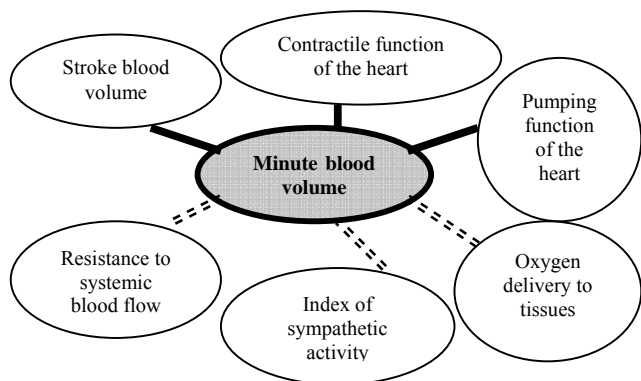 Stroke blood
volume
Contractile function
of the heart
Pumping
function
of the
heart
Minute blood
volume
Resistance to
systemic
blood flow
Index of
sympathetic
activity
Oxygen
delivery to
tissues